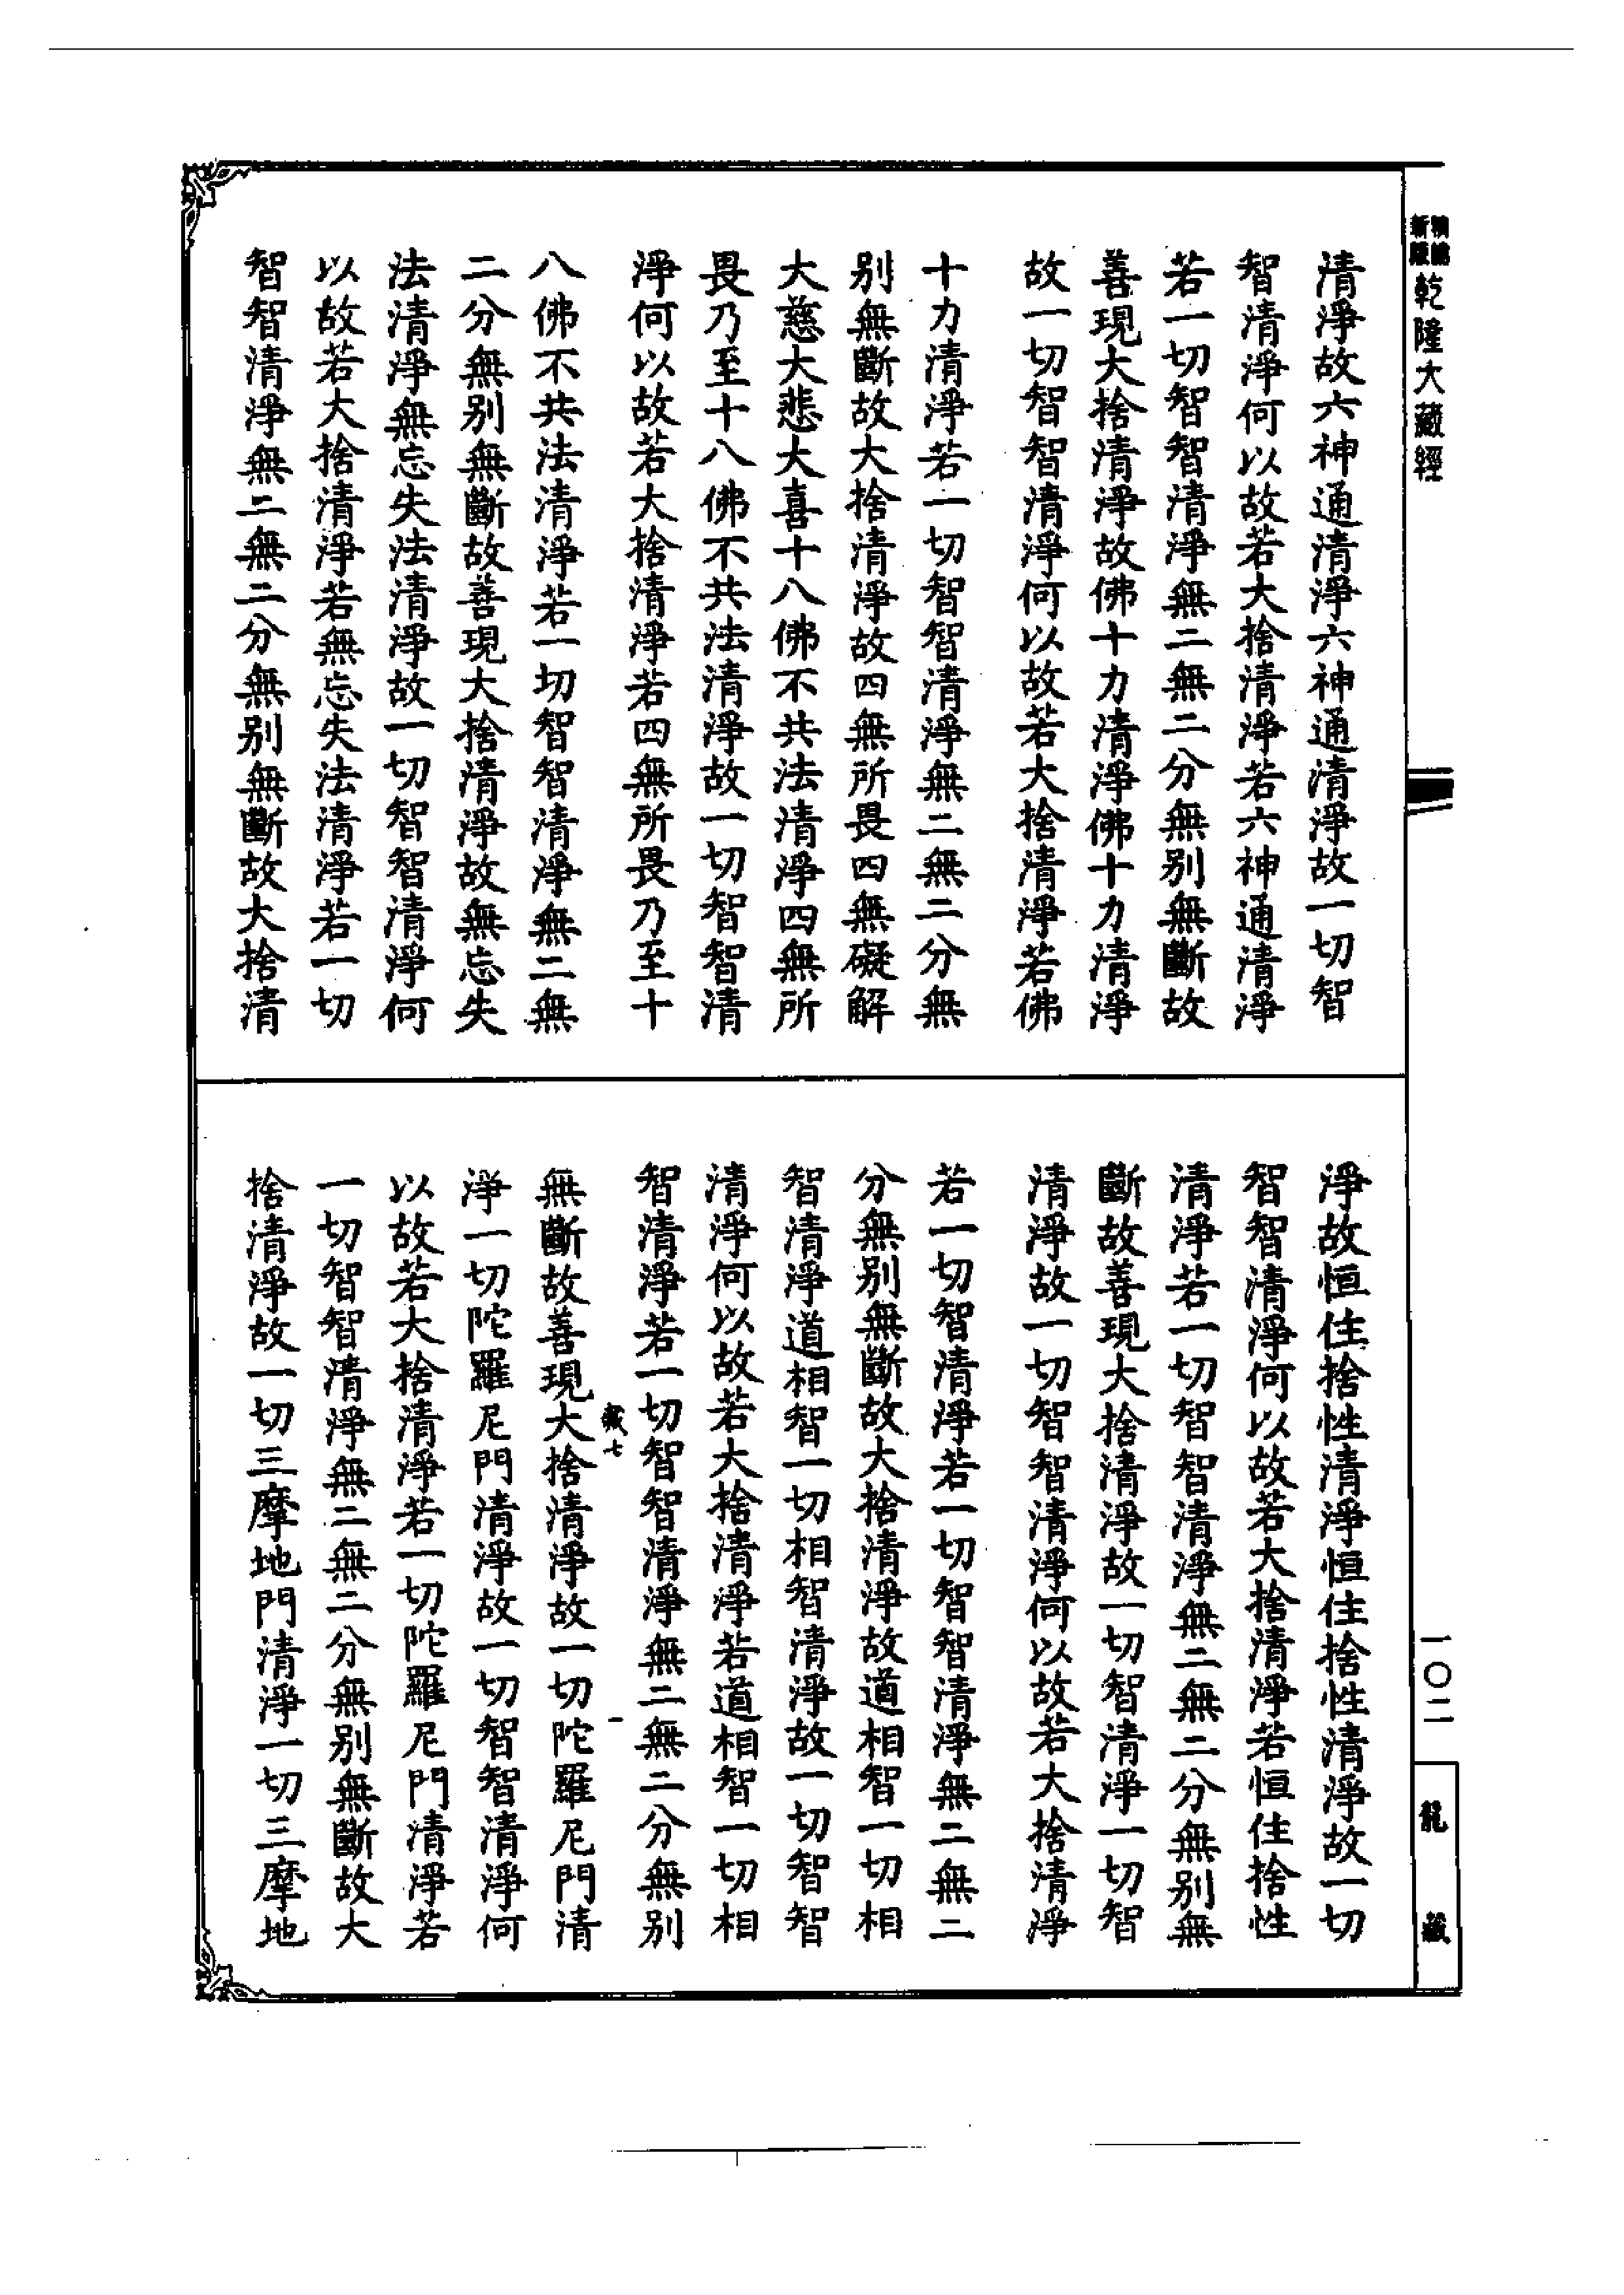 新版
精編
乾隆大藏經
清淨故六神通清淨六神通清淨故一切智
智清淨何以故若大捨清淨若六神通清淨
若一切智智清淨無二無二分無別無斷故
善現大捨清淨故佛十力清淨佛十力清淨
故一切智智清淨何以故若大捨清淨若佛
十力清淨若一切智智清淨無二無二分無
別無斷故大捨清淨故四無所畏四無礙解
大慈大悲大喜十八佛不共法清淨四無所
畏乃至十八佛不共法清淨故一切智智清
淨何以故若大捨清淨若四無所畏乃至十
八佛不共法清淨若一切智智清淨無二無
二分無別無斷故善現大捨清淨故無忘失
法清淨無忘失法清淨故一切智智清淨何
以故若大捨清淨若無忘失法清淨若一切
智智清淨無二無二分無別無斷故大捨清
淨故恒住捨性清淨恒住捨性清淨故一切
智智清淨何以故若大捨清淨若恒住捨性
清淨若一切智智清淨無二無二分無別無
斷故善現大捨清淨故一切智清淨一切智
清淨故一切智智清淨何以故若大捨清淨
若一切智清淨若一切智智清淨無二無二
分無別無斷故大捨清淨故道相智一切相
智清淨道相智一切相智清淨故一切智智
清淨何以故若大捨清淨若道相智一切相
智清淨若一切智智清淨無二無二分無別
無斷故善現大捨清淨故一切陀羅尼門清
淨一切陀羅尼門清淨故一切智智清淨何
以故若大捨清淨若一切陀羅尼門清淨若
一切智智清淨無二無二分無別無斷故大
捨清淨故一切三摩地門清淨一切三摩地
一〇二
龍藏